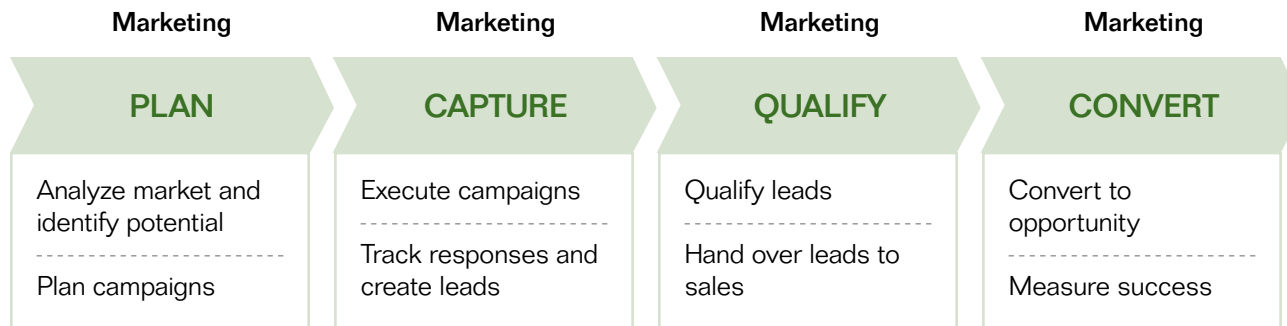 Marketing
PLAN
Analyze market and
identify potential
Plan campaigns
Marketing
CAPTURE
Execute campaigns
Track responses and
create leads
Marketing
QUALIFY
Qualify leads
Hand over leads to
sales
Marketing
CONVERT
Convert to
opportunity
Measure success